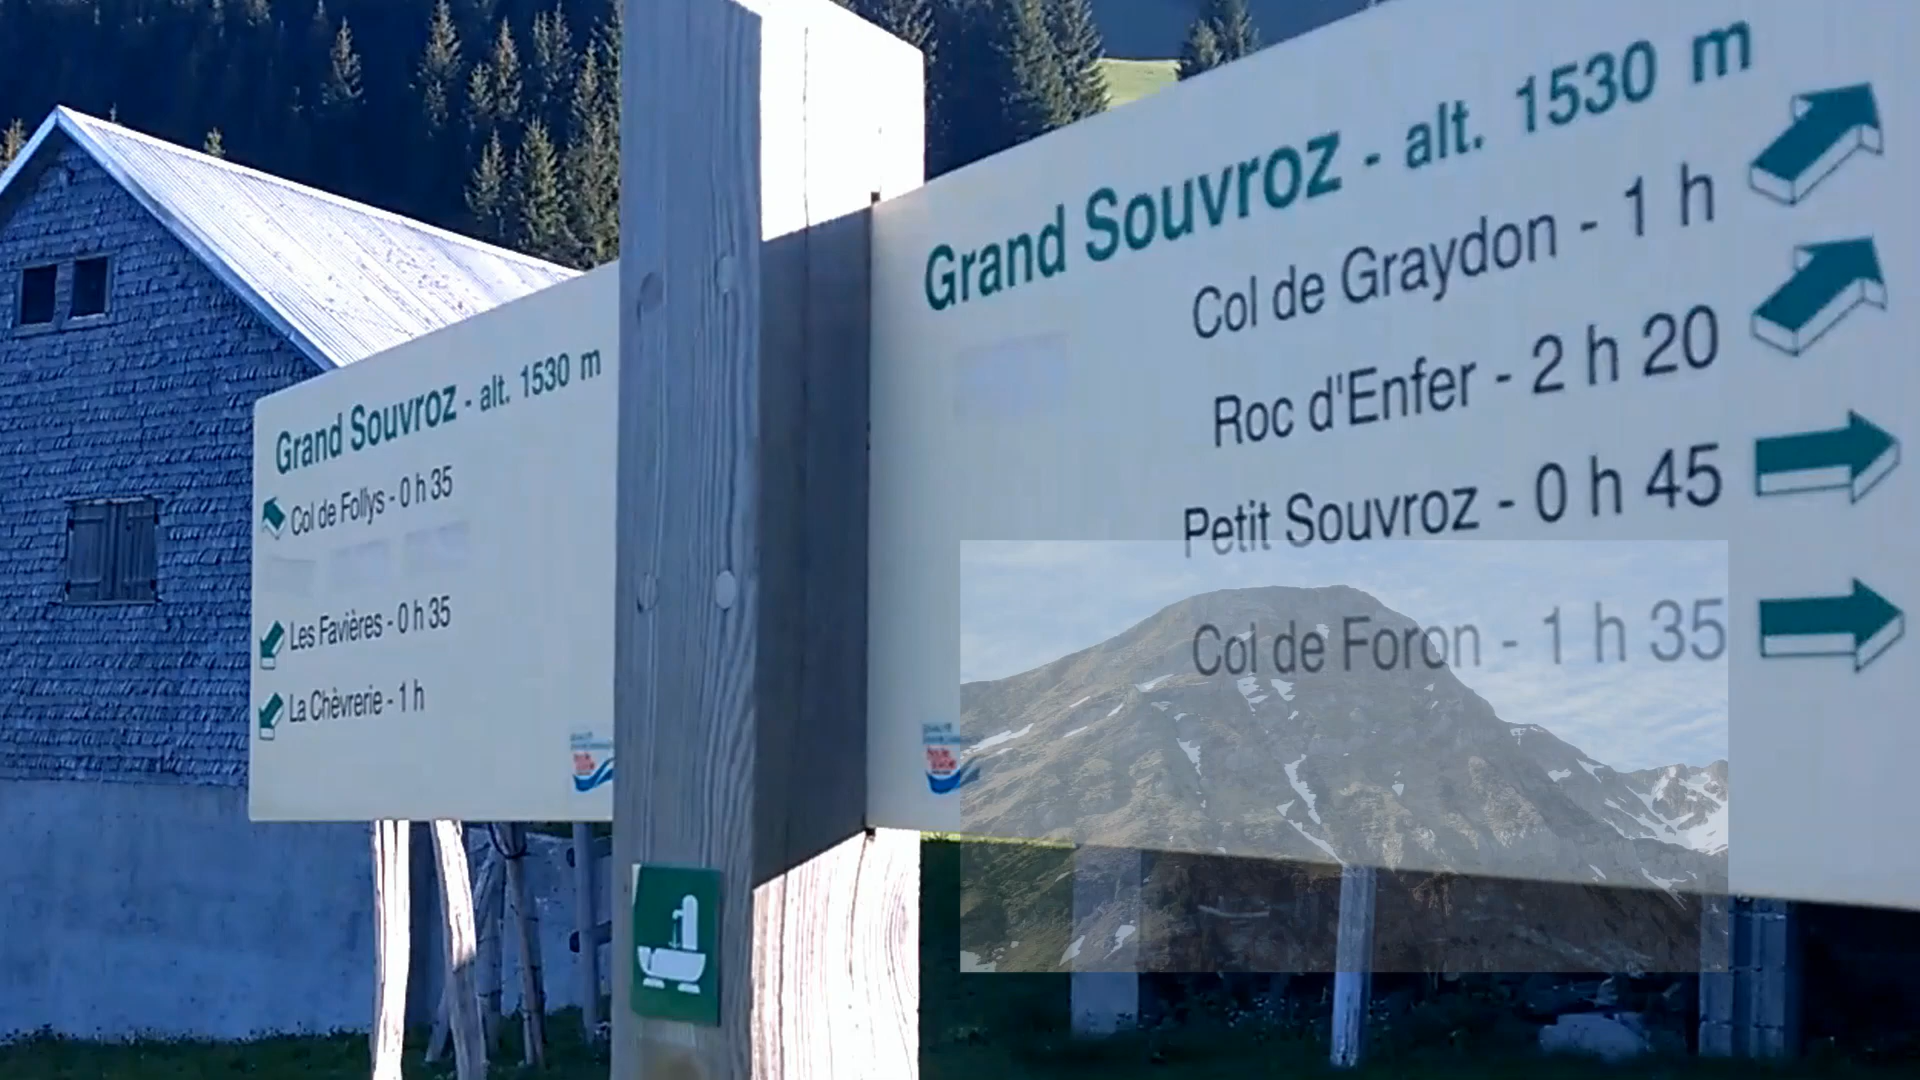 Grand Souvroz - alt. 1530 m
Col de Follys - 0 h 35
Les Favières - 0 h 35
La Chèvrerie - 1 h
Grand Souvroz - alt. 1530 m
Col de Graydon - 1 h
Roc d'Enfer - 2 h 20
Petit Souvroz - 0 h 45
Col de Foron - 1 h 35